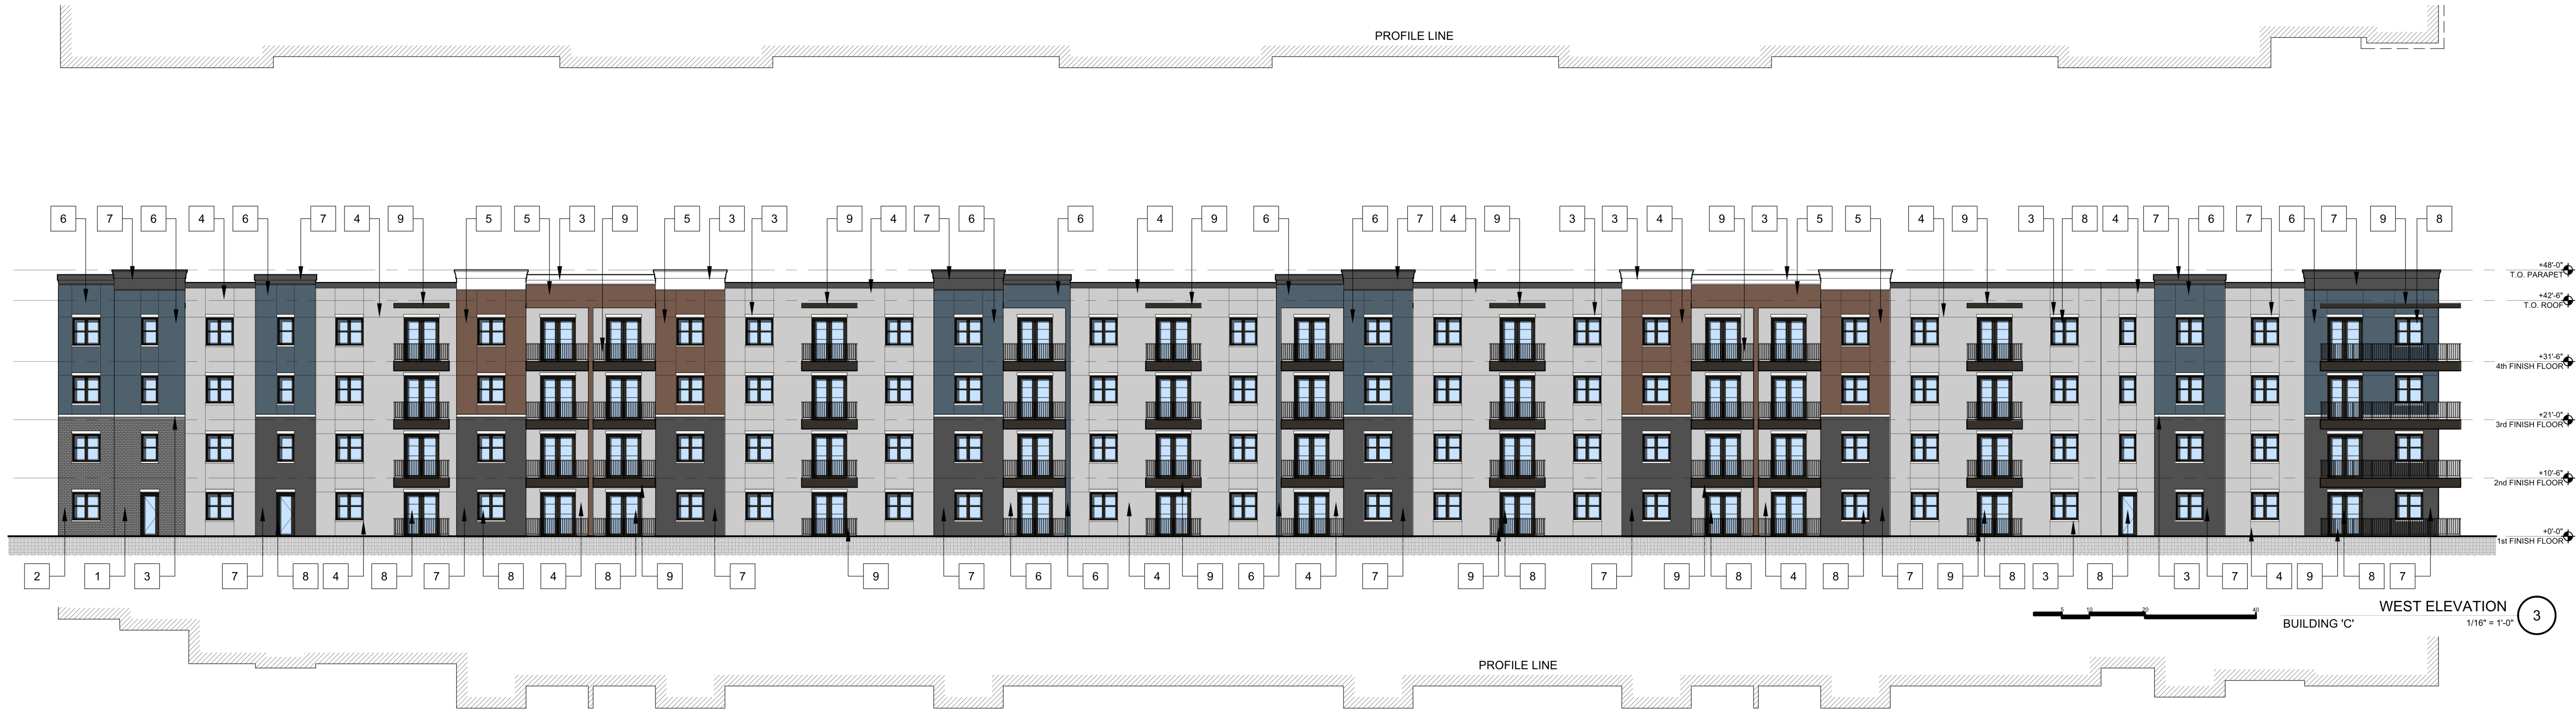 PROFILE LINE
6 7 6 4 6 7 4 9 5 5 3 9 5 3 3 9 4 7 6 6 4 9 6 6 7 4 9 3 3 4 9 3 5 5 4 9 3 8 4 7 6 7 6 7 9 8
+48'-0"
T.O. PARAPET
+42'-6"
T.O. ROOF
+31'-6"
4th FINISH FLOOR
+21'-0"
3rd FINISH FLOOR
+10'-6"
2nd FINISH FLOOR
+0'-0"
1st FINISH FLOOR
2 1 3 7 8 4 8 7 8 4 8 9 7 9 7 6 6 4 9 6 4 7 9 8 7 9 8 4 8 7 9 8 3 8 3 7 4 9 8 7
5 10 20 40
WEST ELEVATION
3
BUILDING 'C'
1/16" = 1'-0"
PROFILE LINE